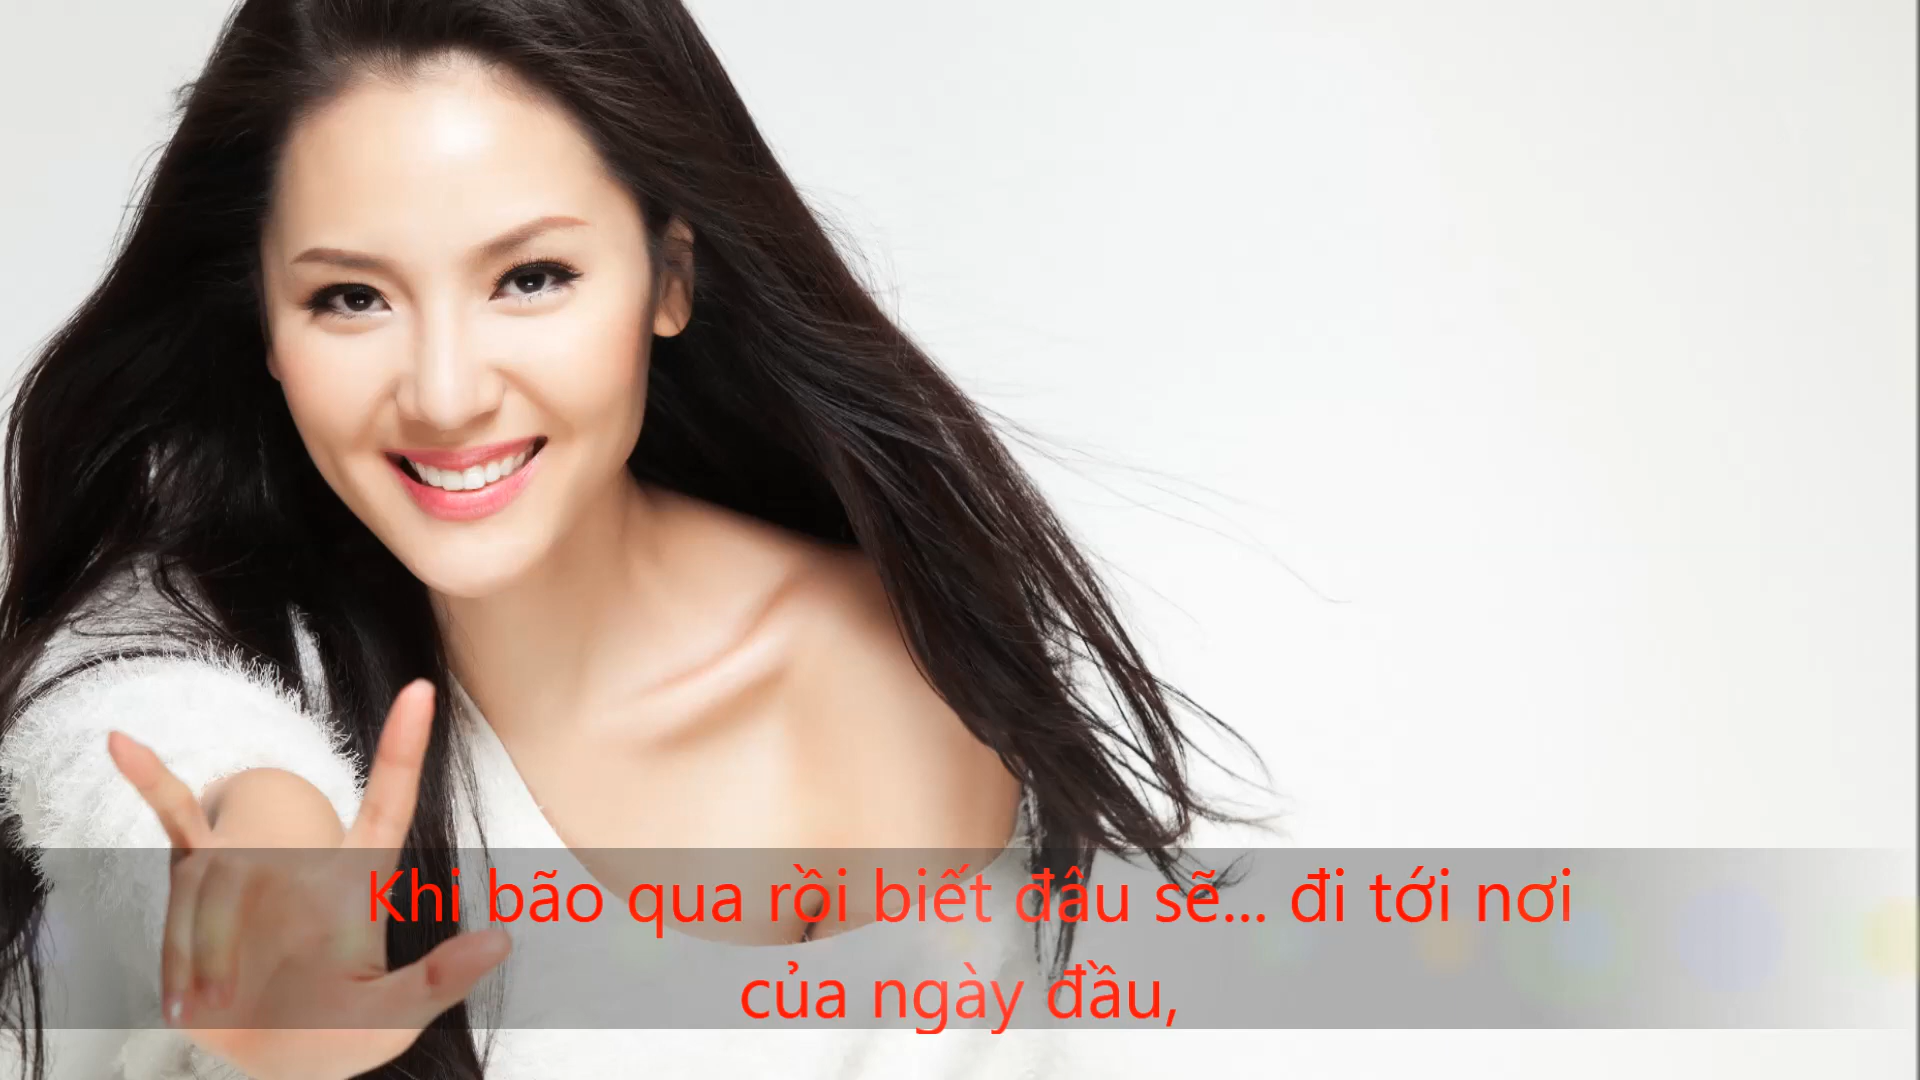 Khi bão qua rồi biết đâu sẽ... đi tới nơi
của ngày đầu,